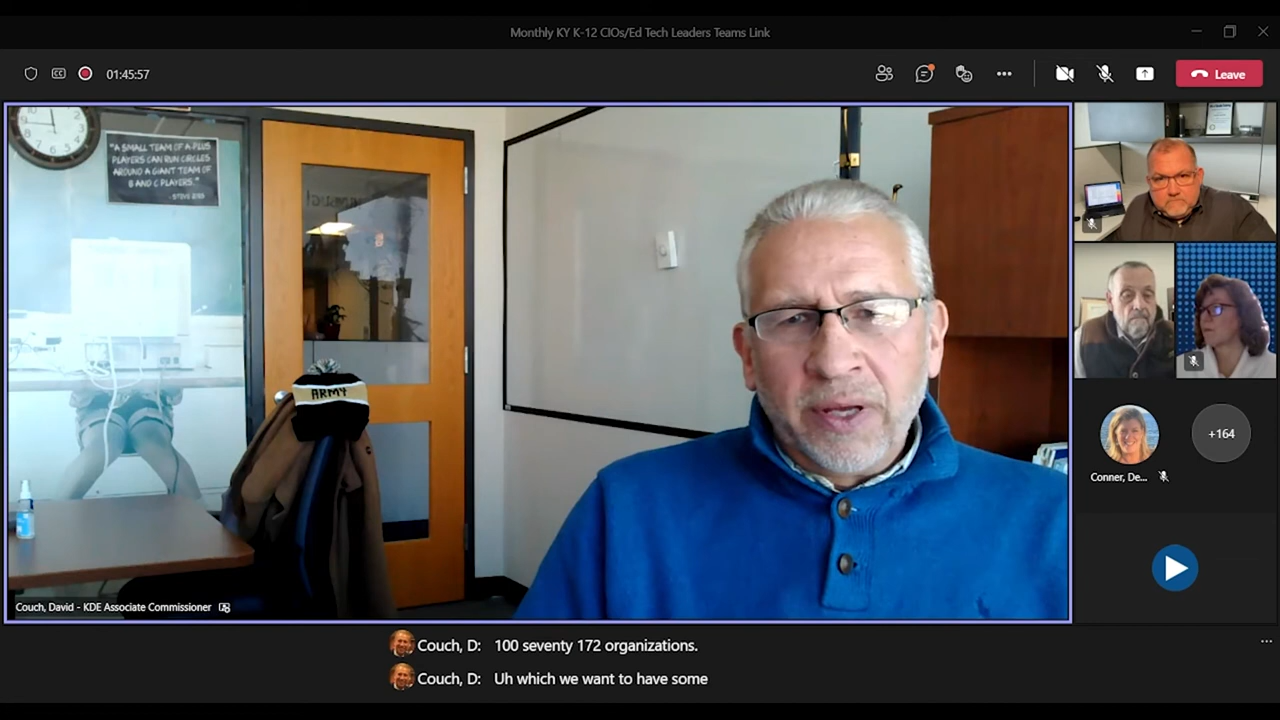 Monthly KY K-12 CIOs/Ed Tech Leaders Teams Link
CC
01:45:57
Leave
"A SMALL TEAM OF A-PLUS
PLAYERS CAN RUN CIRCLES
AROUND A GIANT TEAM OF
B AND C PLAYERS."
ARMY
Conner, De...
+164
Couch, David - KDE Associate Commissioner
Couch, D: 100 seventy 172 organizations.
Couch, D: Uh which we want to have some